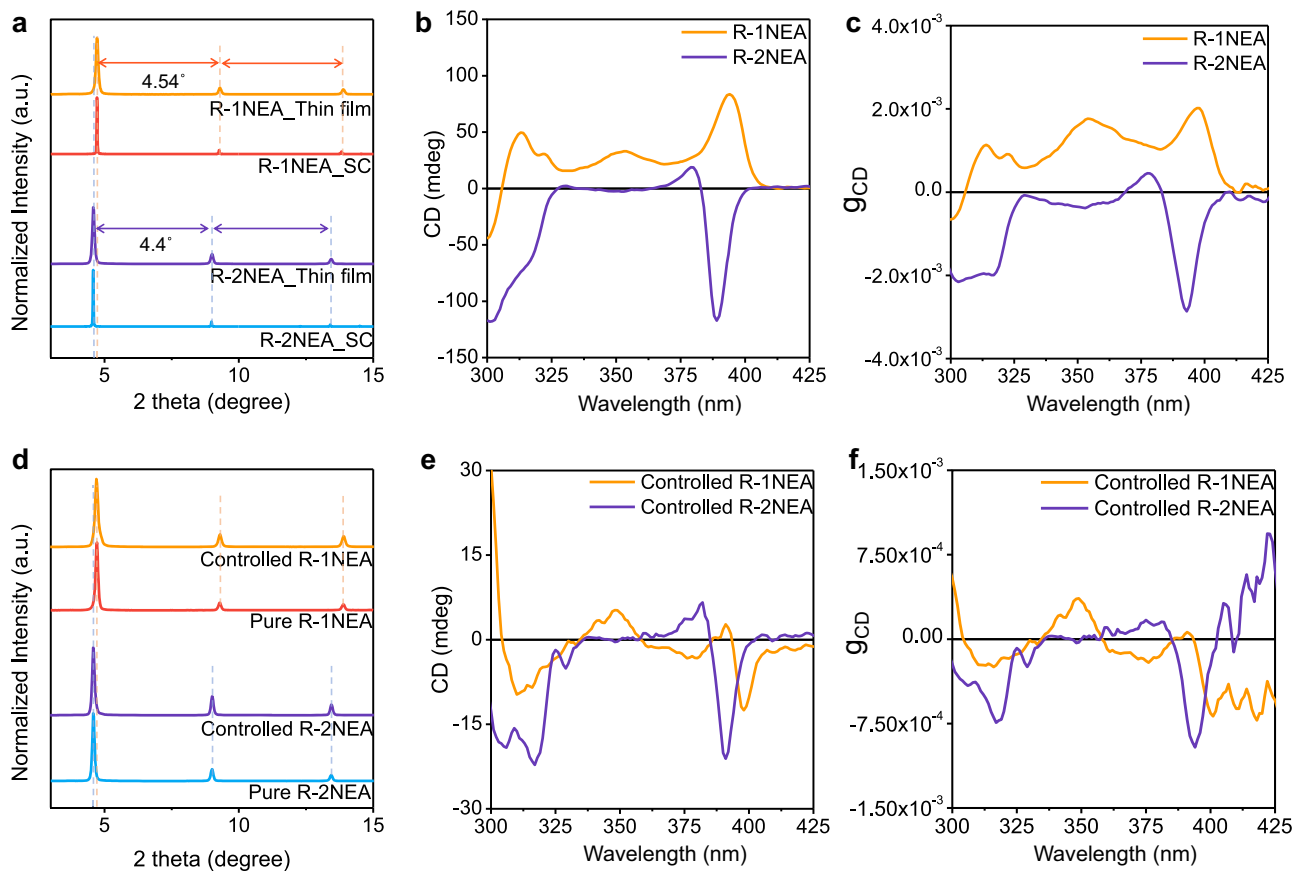 a
Normalized Intensity (a.u.)
4.54°
R-1NEA_Thin film
R-1NEA_SC
4.4°
R-2NEA_Thin film
R-2NEA_SC
5
10
15
2 theta (degree)
b
CD (mdeg)
150
100
50
0
-50
-100
-150
R-1NEA
R-2NEA
300
325
350
375
400
425
Wavelength (nm)
c
gCD
4.0x10-3
2.0x10-3
0.0
-2.0x10-3
-4.0x10-3
R-1NEA
R-2NEA
300
325
350
375
400
425
Wavelength (nm)
d
Normalized Intensity (a.u.)
Controlled R-1NEA
Pure R-1NEA
Controlled R-2NEA
Pure R-2NEA
5
10
15
2 theta (degree)
e
CD (mdeg)
30
15
0
-15
-30
Controlled R-1NEA
Controlled R-2NEA
300
325
350
375
400
425
Wavelength (nm)
f
gCD
1.50x10-3
7.50x10-4
0.00
-7.50x10-4
-1.50x10-3
Controlled R-1NEA
Controlled R-2NEA
300
325
350
375
400
425
Wavelength (nm)